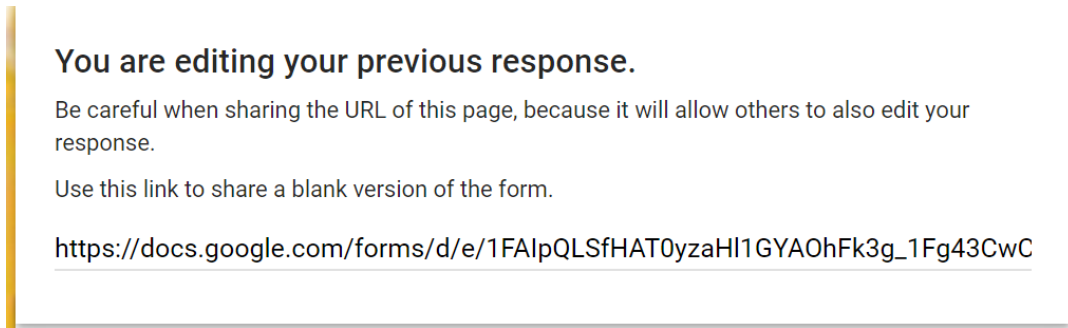 You are editing your previous response.
Be careful when sharing the URL of this page, because it will allow others to also edit your
response.
Use this link to share a blank version of the form.
https://docs.google.com/forms/d/e/1FAIpQLSfHAT0yzaHl1GYAOhFk3g_1Fg43CwC